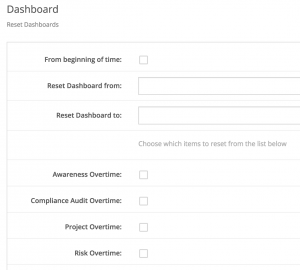 Dashboard
Reset Dashboards
From beginning of time:
Reset Dashboard from:
Reset Dashboard to:
Choose which items to reset from the list below
Awareness Overtime:
Compliance Audit Overtime:
Project Overtime:
Risk Overtime: